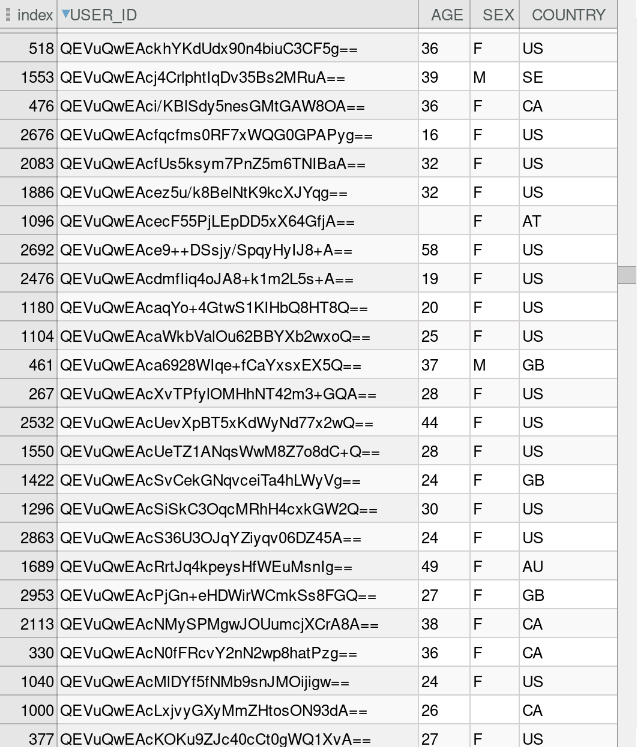 index USER_ID AGE SEX COUNTRY
518 QEVuQwEAckhYKdUdx90n4biuC3CF5g== 36 F US
1553 QEVuQwEAcj4CrIphtIqDv35Bs2MRuA== 39 M SE
476 QEVuQwEAci/KBISdy5nesGMtGAW8OA== 36 F CA
2676 QEVuQwEAcfqcfms0RF7xWQG0GPAPyg== 16 F US
2083 QEVuQwEAcfUs5ksym7PnZ5m6TNIBaA== 32 F US
1886 QEVuQwEAcez5u/k8BelNtK9kcXJYqg== 32 F US
1096 QEVuQwEAcecF55PjLEpDD5xX64GfjA== F AT
2692 QEVuQwEAce9++DSsjy/SpqyHyIJ8+A== 58 F US
2476 QEVuQwEAcdmfIiq4oJA8+k1m2L5s+A== 19 F US
1180 QEVuQwEAcaqYo+4GtwS1KIHbQ8HT8Q== 20 F US
1104 QEVuQwEAcaWkbValOu62BBYXb2wxoQ== 25 F US
461 QEVuQwEAca6928WIqe+fCaYxsxEX5Q== 37 M GB
267 QEVuQwEAcXvTPfyIOMHhNT42m3+GQA== 28 F US
2532 QEVuQwEAcUevXpBT5xKdWyNd77x2wQ== 44 F US
1550 QEVuQwEAcUeTZ1ANqsWwM8Z7o8dC+Q== 28 F US
1422 QEVuQwEAcSvCekGNqvceiTa4hLWyVg== 24 F GB
1296 QEVuQwEAcSiSkC3OqcMRhH4cxkGW2Q== 30 F US
2863 QEVuQwEAcS36U3OJqYZiyqv06DZ45A== 24 F US
1689 QEVuQwEAcRrtJq4kpeysHfWEuMsnIg== 49 F AU
2953 QEVuQwEAcPjGn+eHDWirWCmkSs8FGQ== 27 F GB
2113 QEVuQwEAcNMySPMgwJOUumcjXCrA8A== 38 F CA
330 QEVuQwEAcN0fFRcvY2nN2wp8hatPzg== 36 F CA
1040 QEVuQwEAcMIDYf5fNMb9snJMOijigw== 24 F US
1000 QEVuQwEAcLxjvyGXyMmZHtosON93dA== 26 CA
377 QEVuQwEAcKOKu9ZJc40cCt0gWQ1XvA== 27 F US